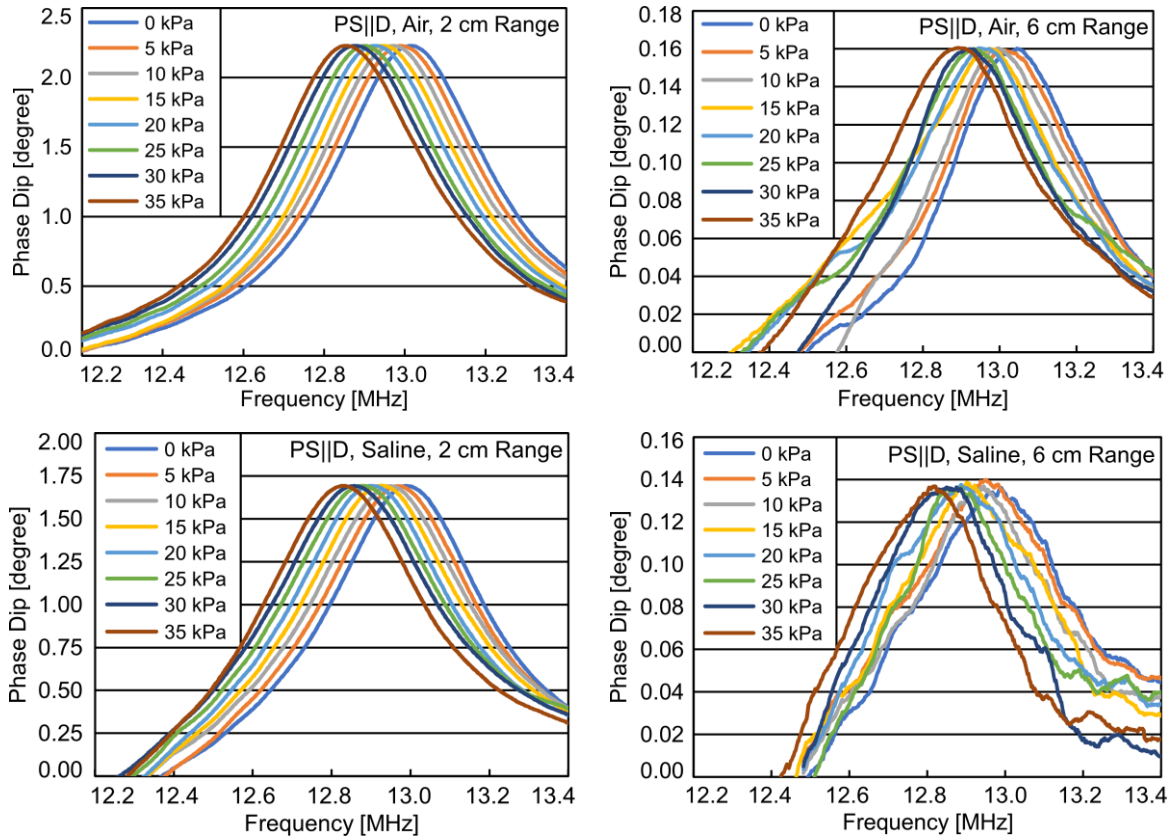 PS||D, Air, 2 cm Range
Phase Dip [degree]
2.5
2.0
1.5
1.0
0.5
0.0
0 kPa
5 kPa
10 kPa
15 kPa
20 kPa
25 kPa
30 kPa
35 kPa
12.2 12.4 12.6 12.8 13.0 13.2 13.4
Frequency [MHz]
PS||D, Air, 6 cm Range
Phase Dip [degree]
0.18
0.16
0.14
0.12
0.10
0.08
0.06
0.04
0.02
0.00
0 kPa
5 kPa
10 kPa
15 kPa
20 kPa
25 kPa
30 kPa
35 kPa
12.2 12.4 12.6 12.8 13.0 13.2 13.4
Frequency [MHz]
PS||D, Saline, 2 cm Range
Phase Dip [degree]
2.00
1.75
1.50
1.25
1.00
0.75
0.50
0.25
0.00
0 kPa
5 kPa
10 kPa
15 kPa
20 kPa
25 kPa
30 kPa
35 kPa
12.2 12.4 12.6 12.8 13.0 13.2 13.4
Frequency [MHz]
PS||D, Saline, 6 cm Range
Phase Dip [degree]
0.16
0.14
0.12
0.10
0.08
0.06
0.04
0.02
0.00
0 kPa
5 kPa
10 kPa
15 kPa
20 kPa
25 kPa
30 kPa
35 kPa
12.2 12.4 12.6 12.8 13.0 13.2 13.4
Frequency [MHz]